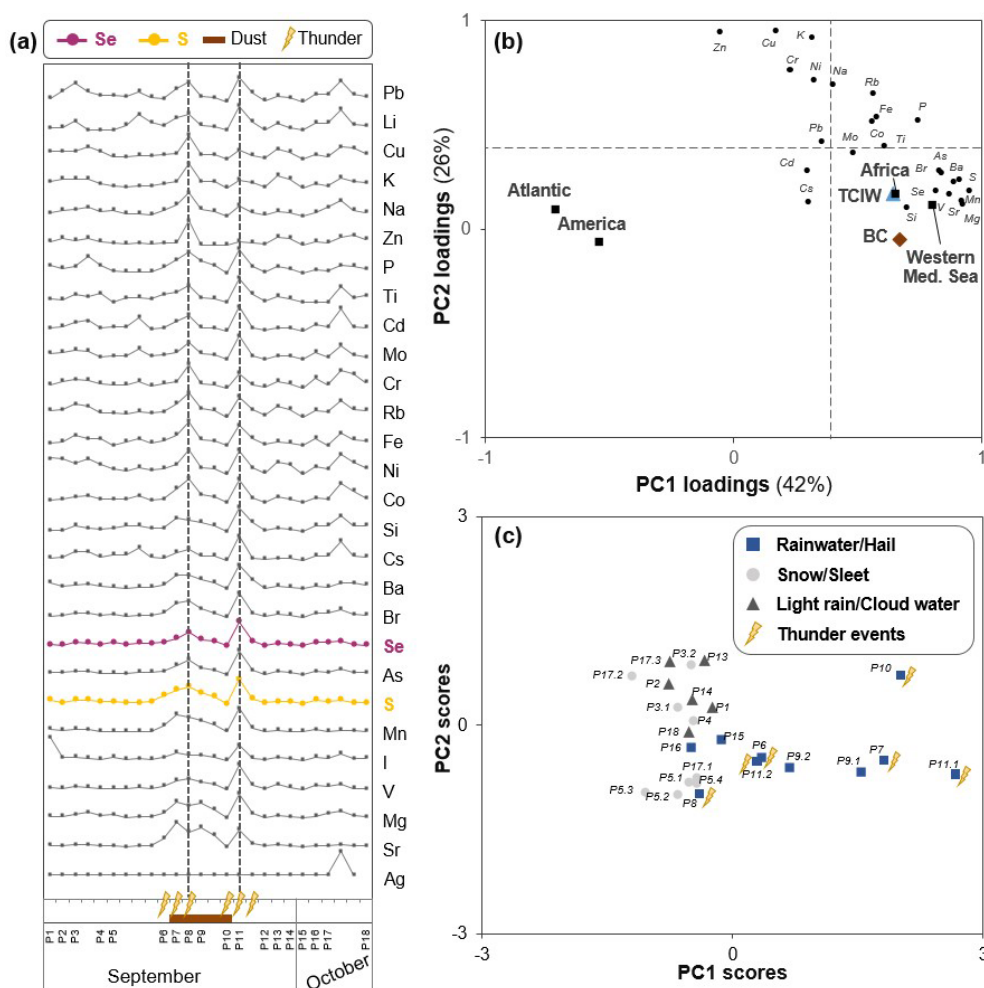 (a)
Se S Dust Thunder
Pb
Li
Cu
K
Na
Zn
P
Ti
Cd
Mo
Cr
Rb
Fe
Ni
Co
Si
Cs
Ba
Br
Se
As
S
Mn
I
V
Mg
Sr
Ag
P1 P2 P3 P4 P5 P6 P7 P8 P9 P10 P11 P12 P13 P14 P15 P16 P17 P18
September October
(b)
1
0
-1
PC2 loadings (26%)
Zn Cu K
Cr Ni Na Rb
Fe P
Pb Mo Co Ti
Cd As
Br Ba S
Cs Se
Si V Sr Mn
Mg
Atlantic
America
Africa
TCIW
BC
Western
Med. Sea
-1 0 1
PC1 loadings (42%)
(c)
3
0
-3
PC2 scores
Rainwater/Hail
Snow/Sleet
Light rain/Cloud water
Thunder events
P17.3 P3.2 P13
P17.2 P2 P10
P14
P3.1 P1
P4
P18 P15
P16 P6 P9.2 P7
P17.1 P11.2 P9.1 P11.1
P5.1 P5.4
P5.3 P5.2 P8
-3 0 3
PC1 scores